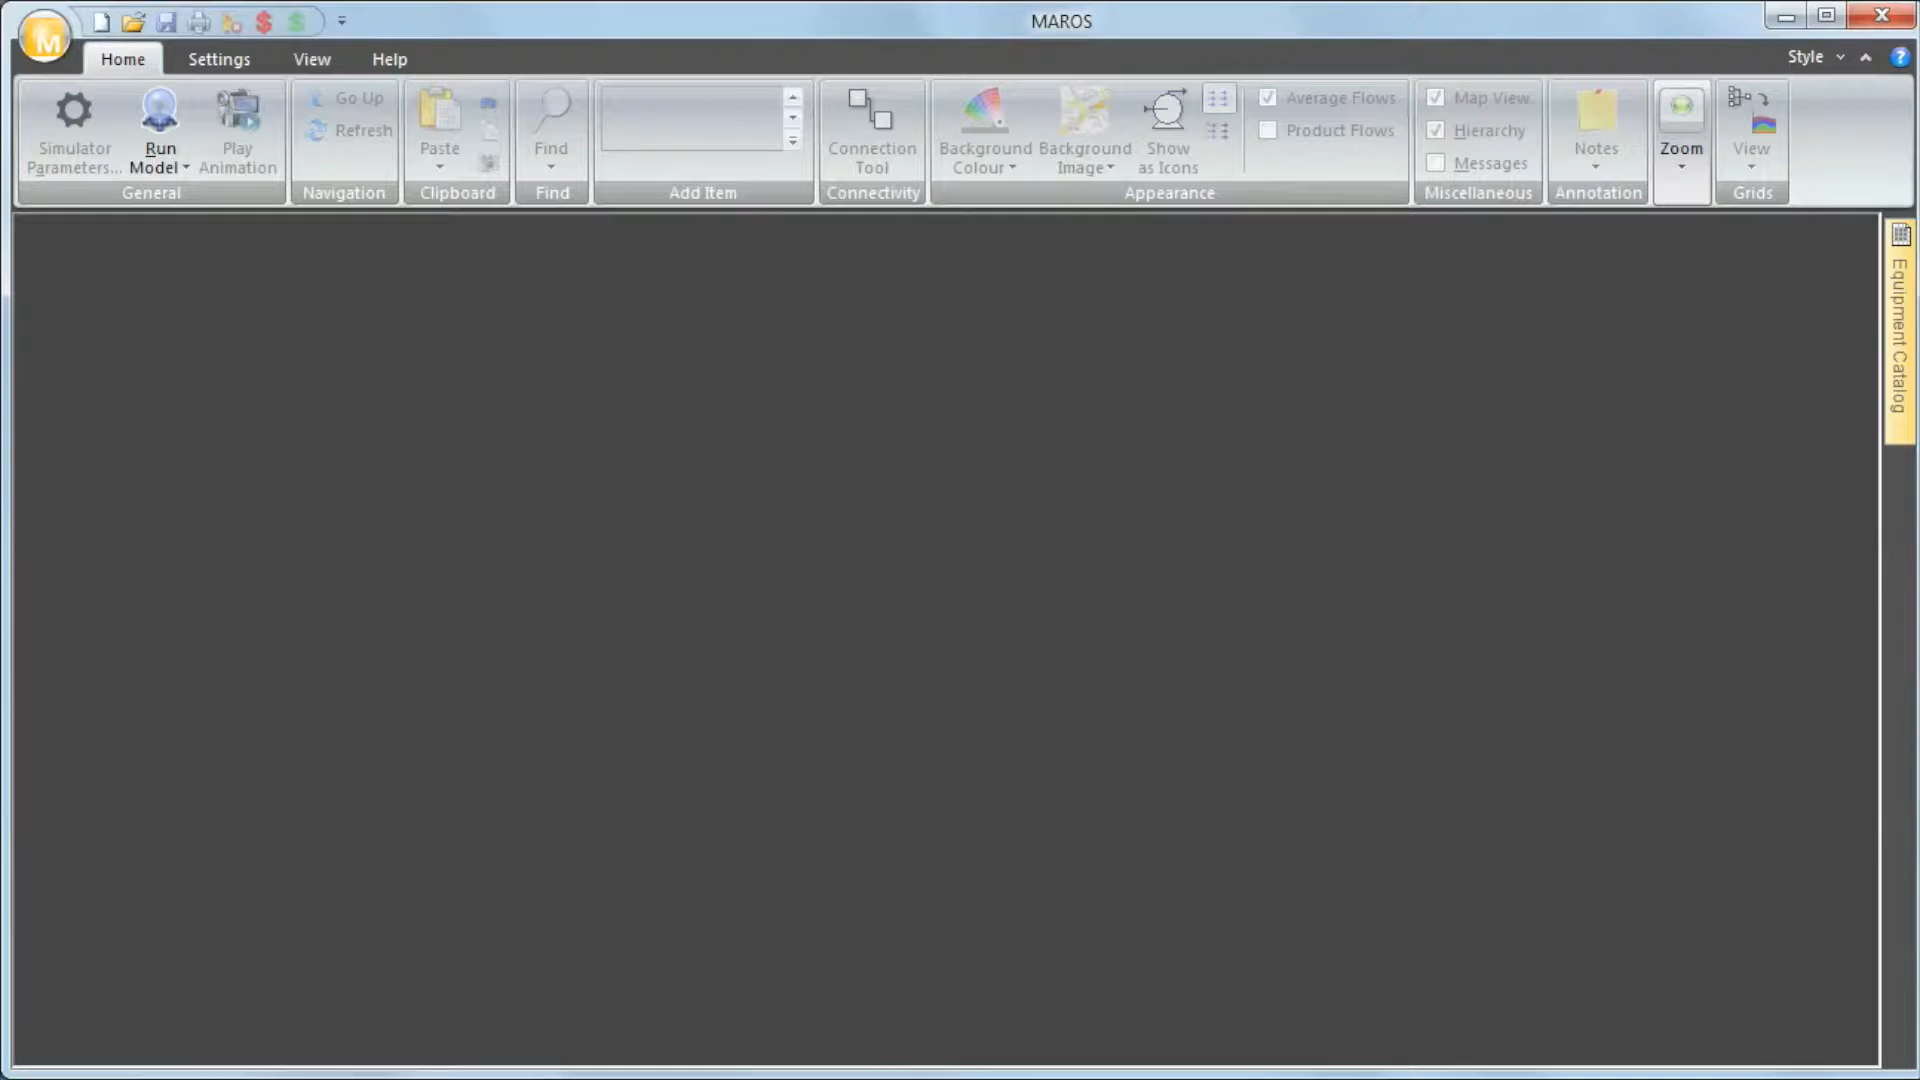 MAROS
M
Home Settings View Help Style
Simulator Parameters...
Run Model
Play Animation
General
Go Up
Refresh
Navigation
Paste
Clipboard
Find
Find
Add Item
Connection Tool
Connectivity
Background Colour
Background Image
Show as Icons
Average Flows
Product Flows
Appearance
Map View
Hierarchy
Messages
Miscellaneous
Notes
Annotation
Zoom
View
Grids
Equipment Catalog